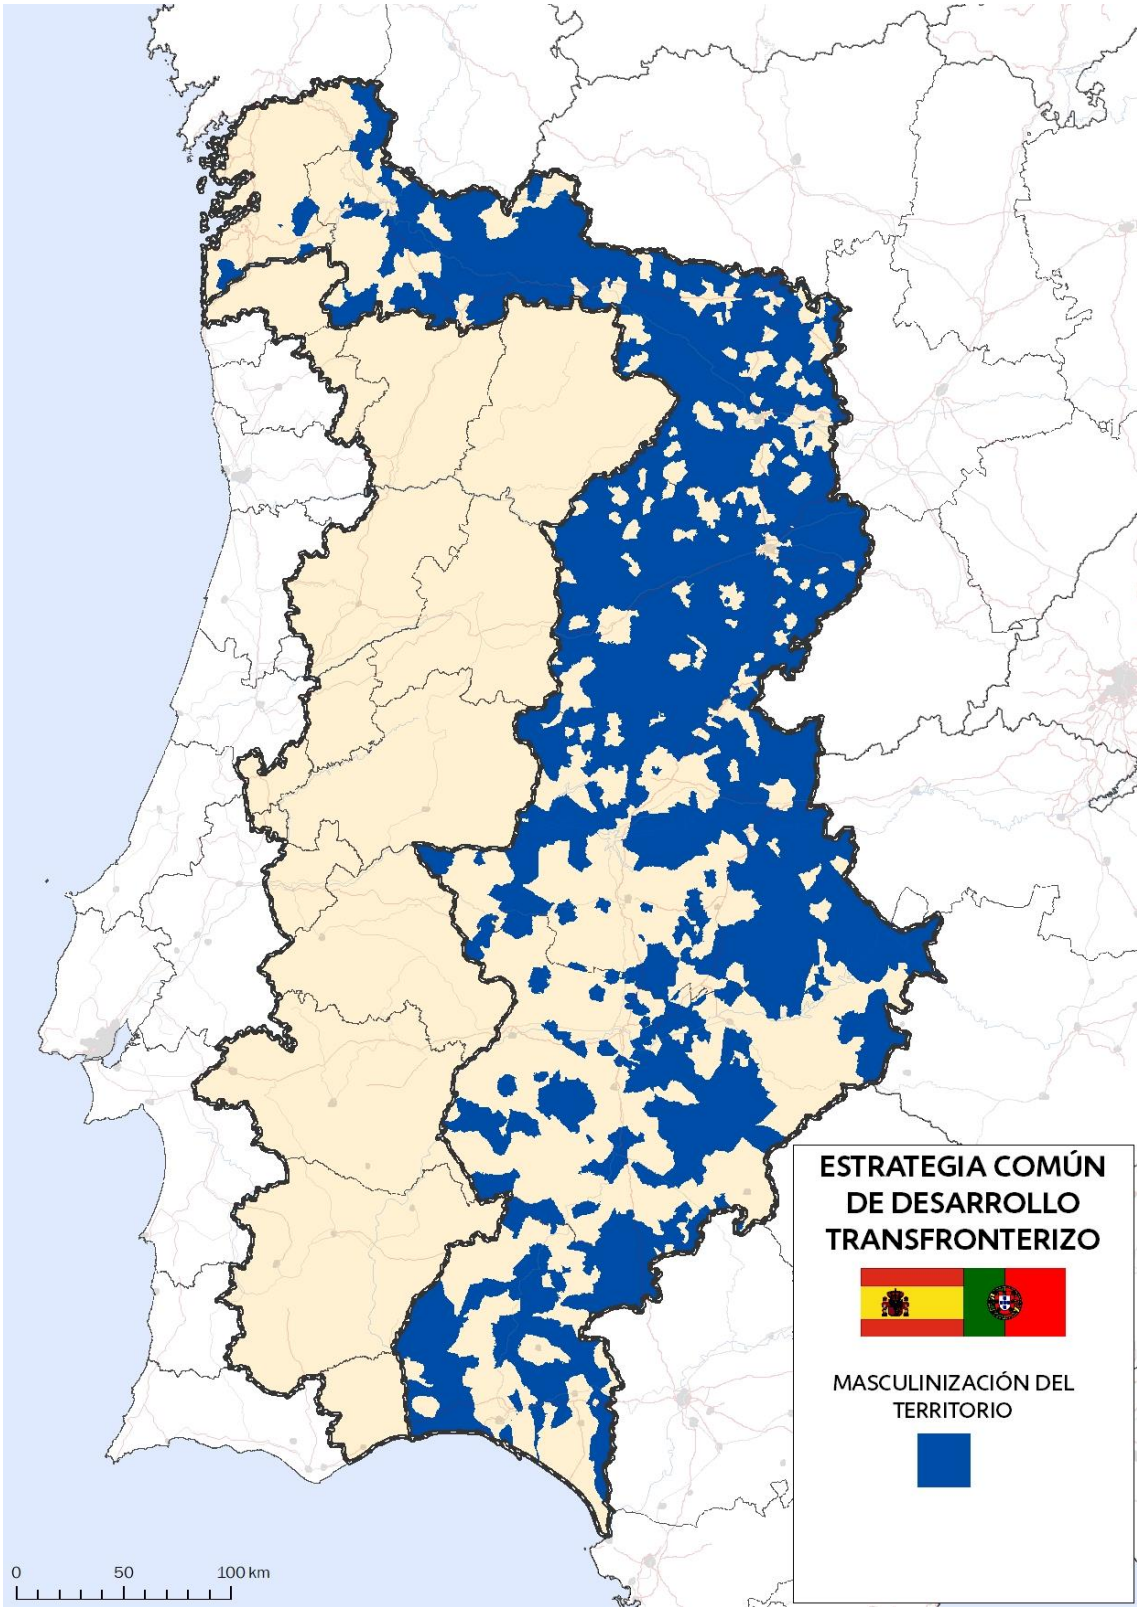 ESTRATEGIA COMÚN
DE DESARROLLO
TRANSFRONTERIZO
MASCULINIZACIÓN DEL
TERRITORIO
0 50 100 km